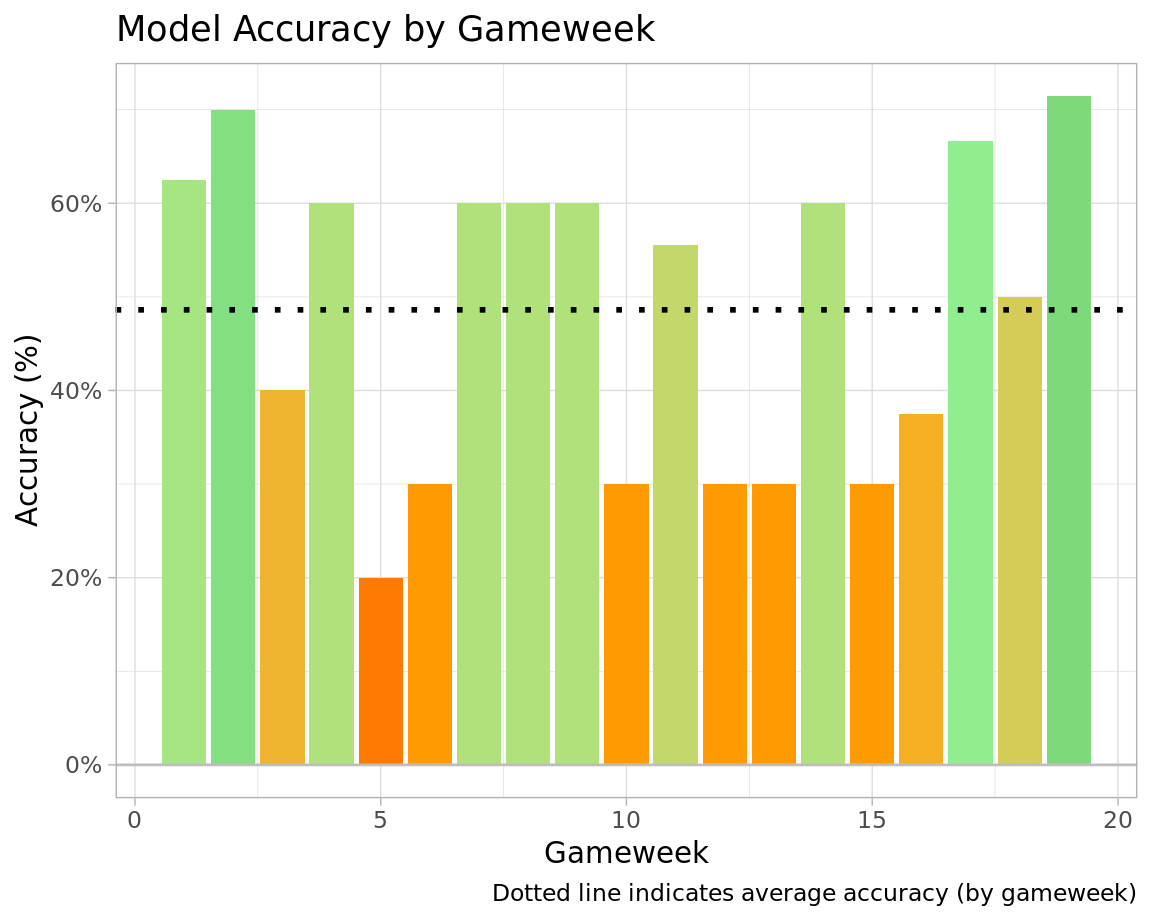 Model Accuracy by Gameweek
Accuracy (%)
60%
40%
20%
0%
0 5 10 15 20
Gameweek
Dotted line indicates average accuracy (by gameweek)